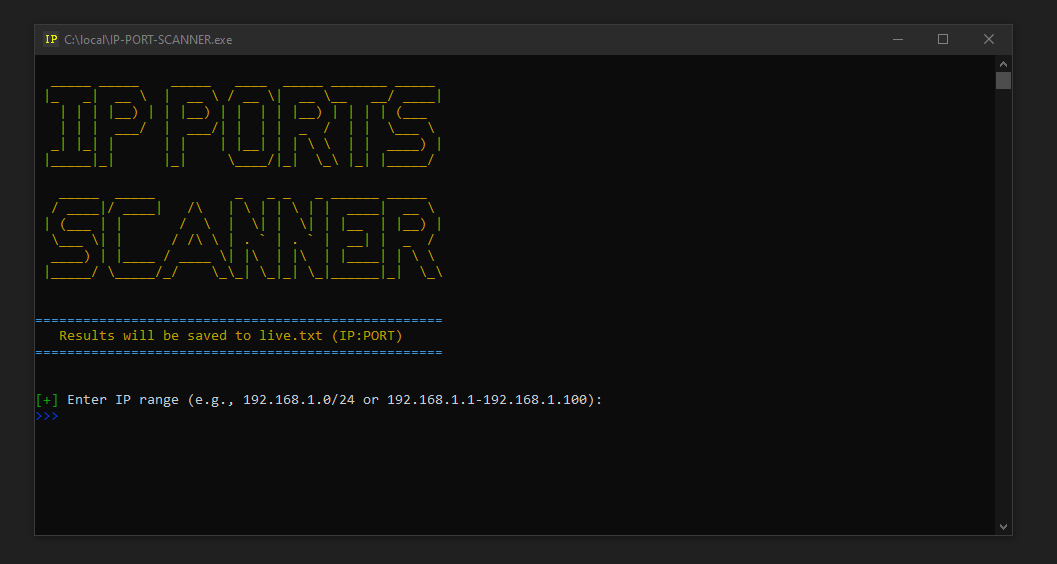 IP C:\local\IP-PORT-SCANNER.exe
IP PORTS
SCANNER
===================================================
Results will be saved to live.txt (IP:PORT)
===================================================
[+] Enter IP range (e.g., 192.168.1.0/24 or 192.168.1.1-192.168.1.100):
>>>